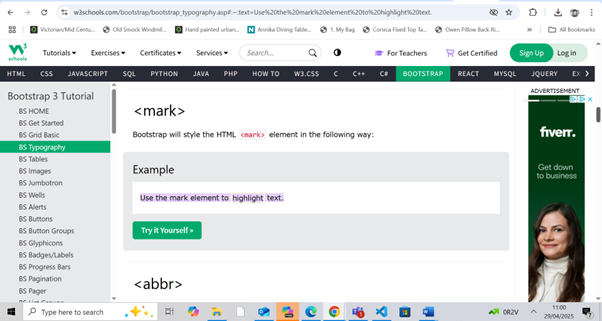 w3schools.com/bootstrap/bootstrap_typography.asp#:~:text=Use%20the%20mark%20element%20to%20highlight%20text.
Victorian/Mid Centu...
Old Smock Windmil...
Hand painted urban...
Annika Dining Table...
1. My Bag
Corsica Fixed Top Ta...
Owen Pillow Back Ri...
»
All Bookmarks
W3 schools
Tutorials
Exercises
Certificates
Services
Search...
For Teachers
Get Certified
Sign Up
Log in
HTML CSS JAVASCRIPT SQL PYTHON JAVA PHP HOW TO W3.CSS C C++ C# BOOTSTRAP REACT MYSQL JQUERY
Bootstrap 3 Tutorial
BS HOME
BS Get Started
BS Grid Basic
BS Typography
BS Tables
BS Images
BS Jumbotron
BS Wells
BS Alerts
BS Buttons
BS Button Groups
BS Glyphicons
BS Badges/Labels
BS Progress Bars
BS Pagination
BS Pager
<mark>
Bootstrap will style the HTML <mark> element in the following way:
Example
Use the mark element to highlight text.
Try it Yourself »
<abbr>
ADVERTISEMENT
fiverr.
Get down
to business
Type here to search
0R2V
11:00
29/04/2025